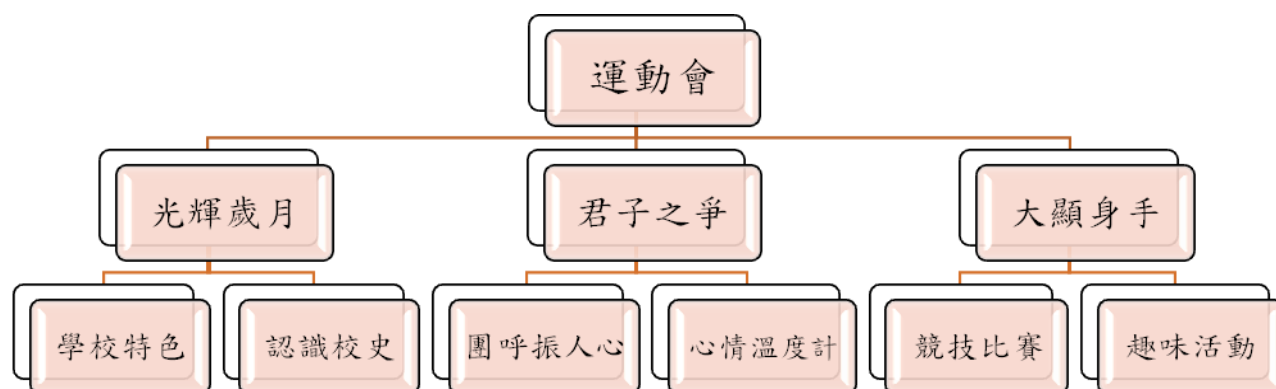 運動會
光輝歲月
君子之爭
大顯身手
學校特色
認識校史
團呼振人心
心情溫度計
競技比賽
趣味活動